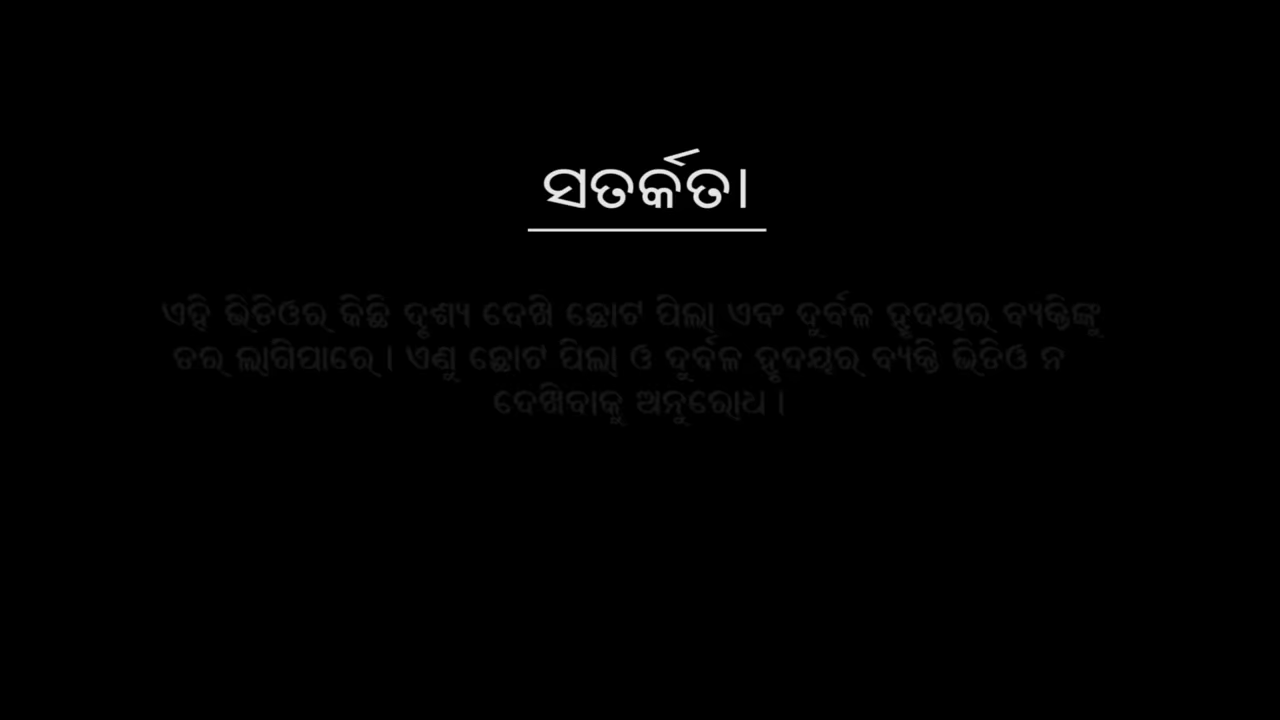 ସତର୍କତା
ଏହି ଭିଡିଓର କିଛି ଦୃଶ୍ୟ ଦେଖି ଛୋଟ ପିଲା ଏବଂ ଦୁର୍ବଳ ହୃଦୟର ବ୍ୟକ୍ତିଙ୍କୁ
ଡର ଲାଗିପାରେ । ଏଣୁ ଛୋଟ ପିଲା ଓ ଦୁର୍ବଳ ହୃଦୟର ବ୍ୟକ୍ତି ଭିଡିଓ ନ
ଦେଖିବାକୁ ଅନୁରୋଧ ।